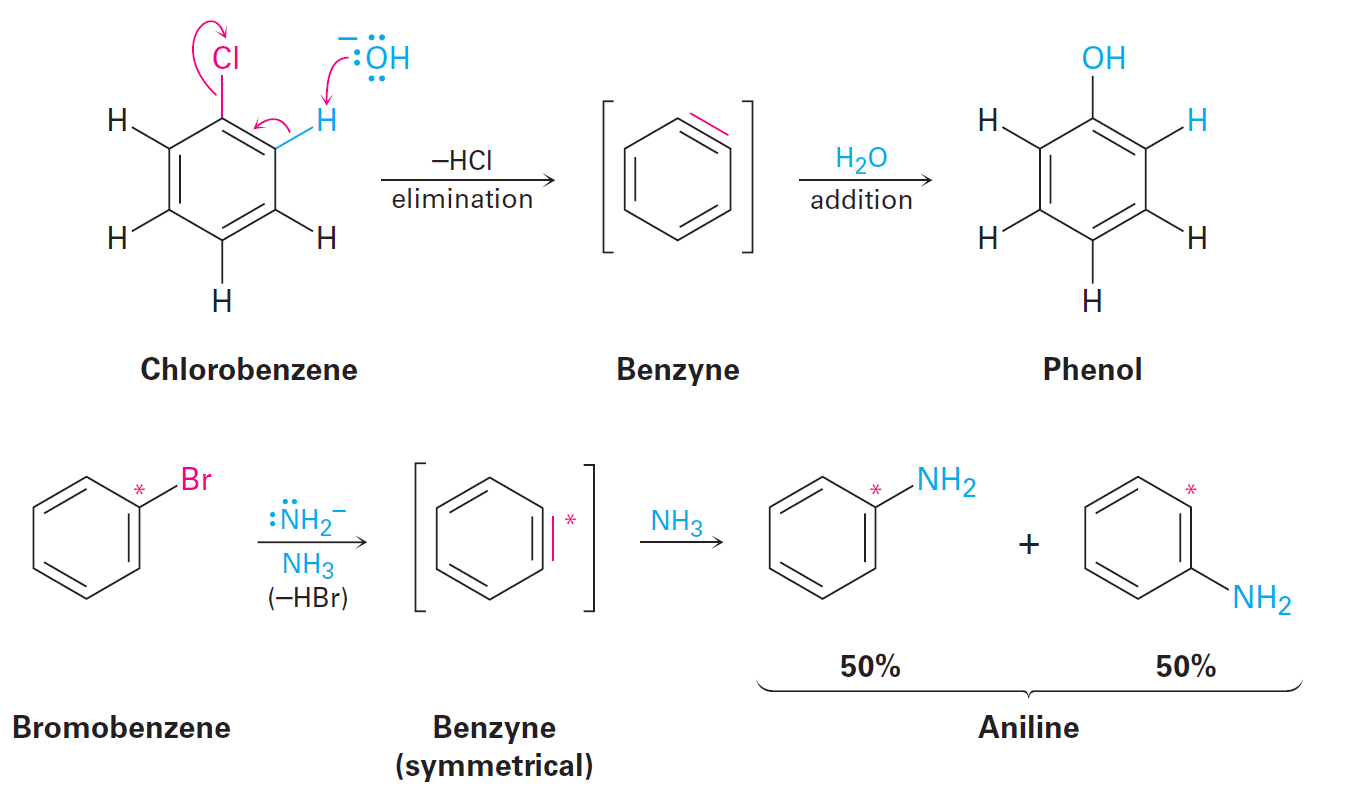 Cl
− :ÖH
H
H
H
H
H
–HCl
elimination
H2O
addition
OH
H
H
H
H
H
Chlorobenzene
Benzyne
Phenol
* Br
:NH2−
NH3
(–HBr)
*
NH3
* NH2
+
*
NH2
50%
50%
Bromobenzene
Benzyne
(symmetrical)
Aniline